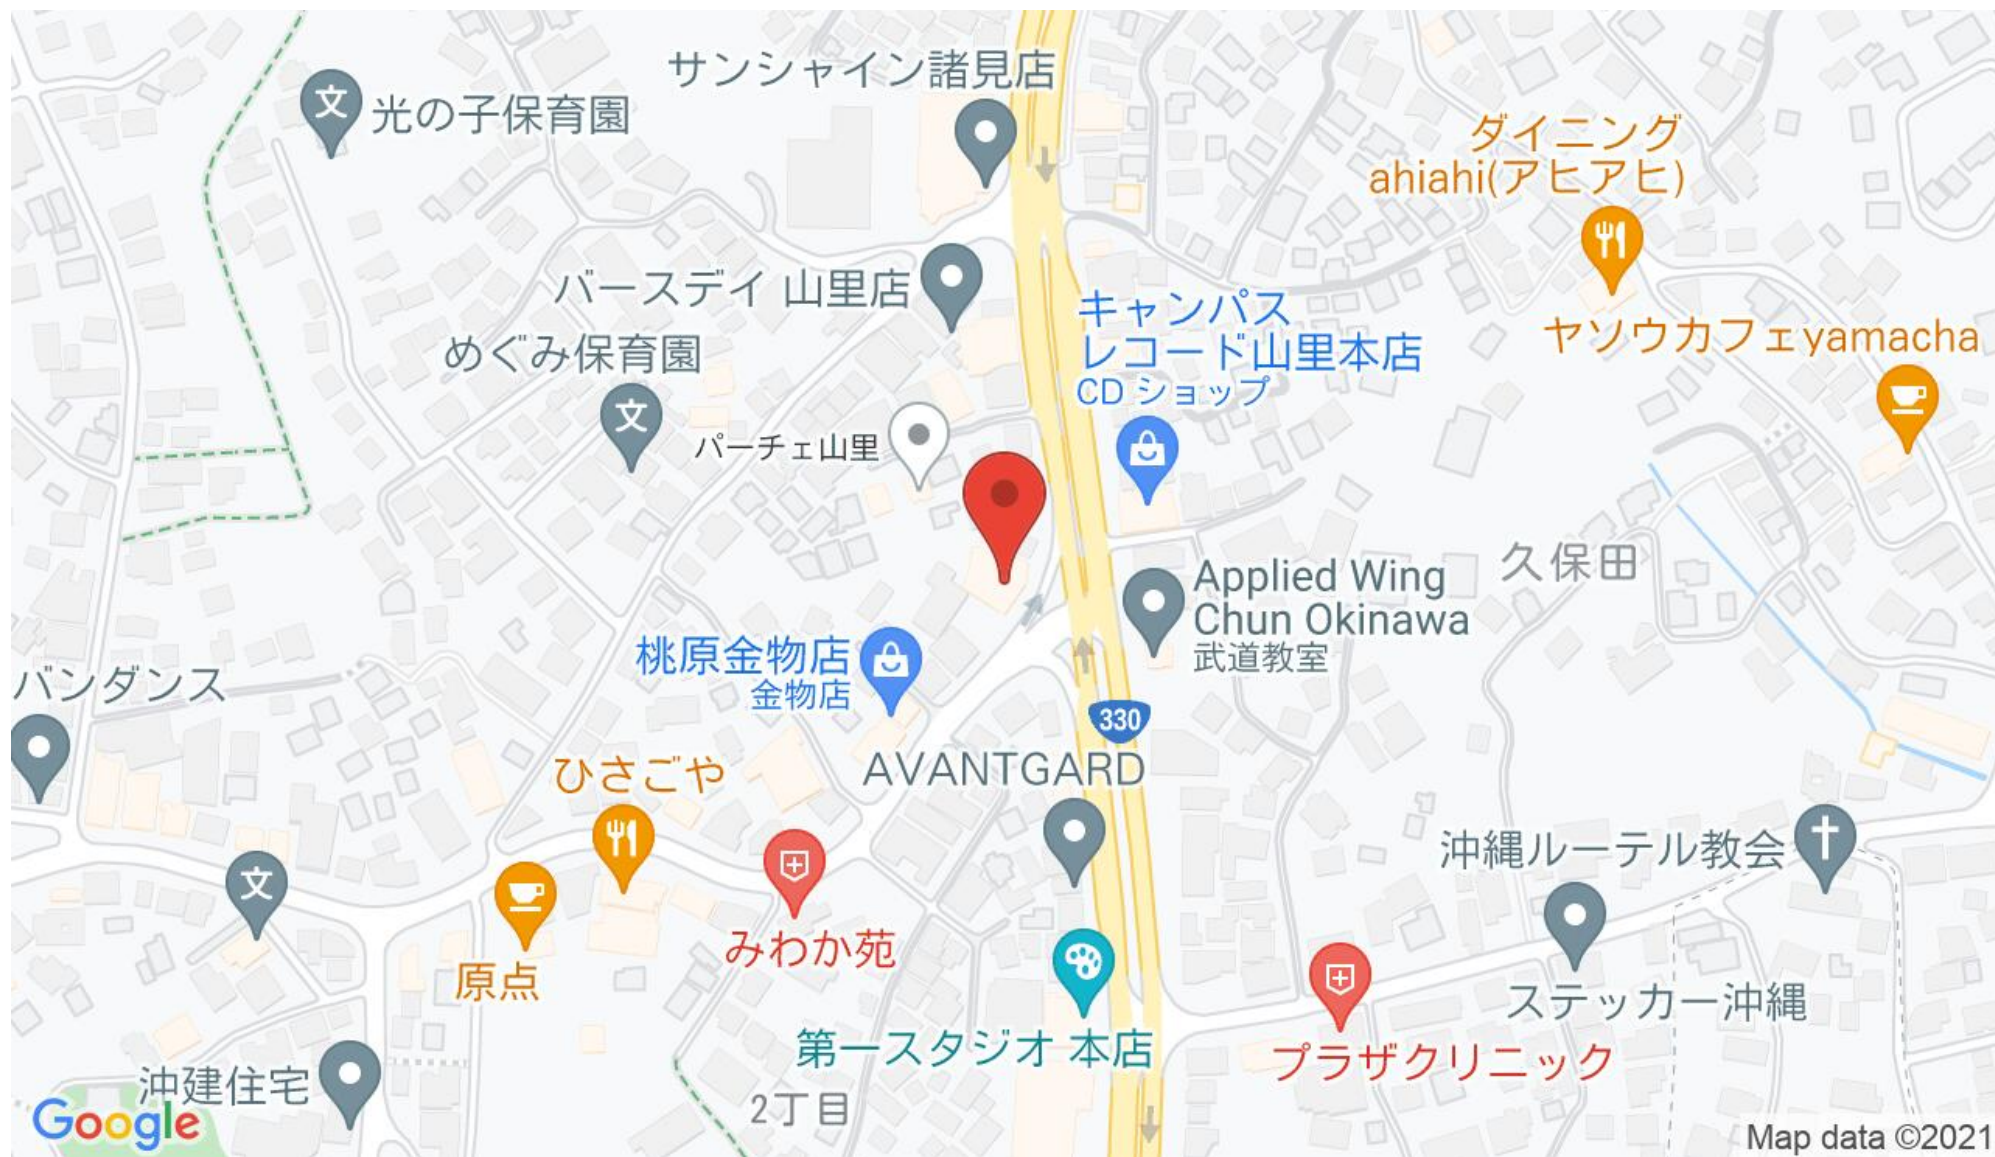 サンシャイン諸見店
光の子保育園
ダイニング
ahiahi(アヒアヒ)
バースデイ 山里店
キャンパス
レコード山里本店
CD ショップ
ヤソウカフェyamacha
めぐみ保育園
パーチェ山里
久保田
Applied Wing
Chun Okinawa
武道教室
桃原金物店
金物店
バンダンス
330
AVANTGARD
ひさごや
沖縄ルーテル教会
みわか苑
原点
ステッカー沖縄
第一スタジオ 本店
プラザクリニック
沖建住宅
2丁目
Google
Map data ©2021
文
文
文